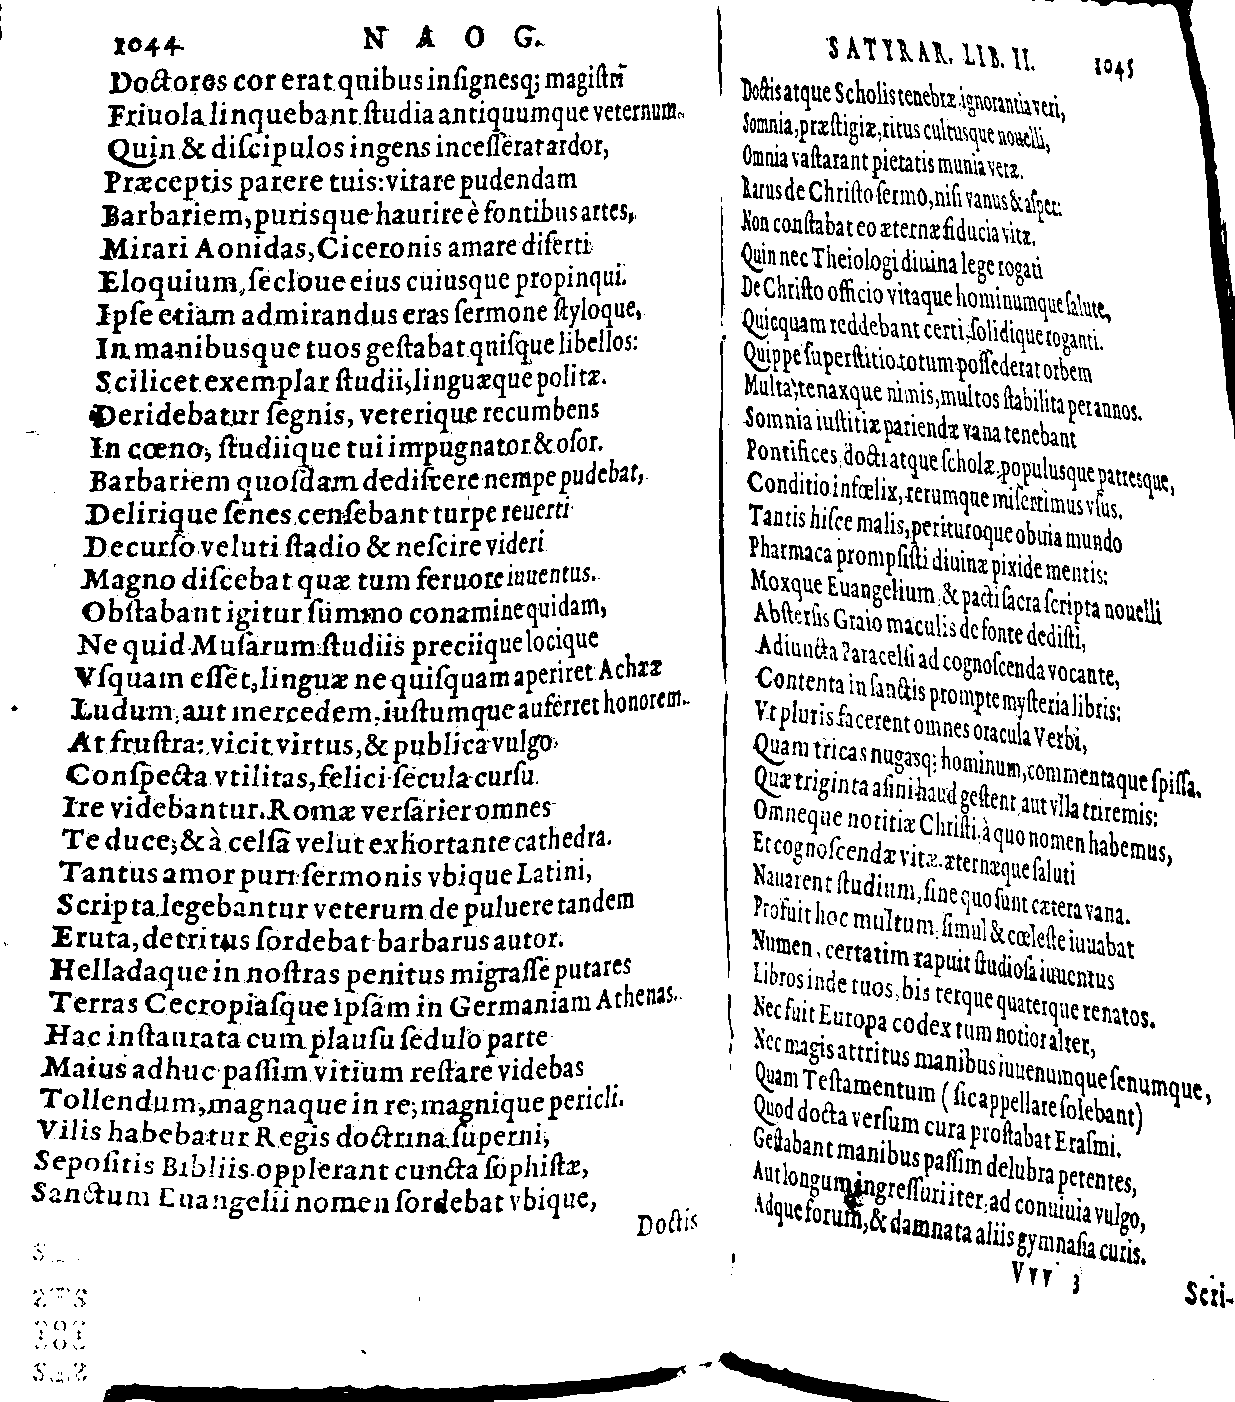 1044 NAOG.
Doctores cor erat quibus insignesq; magistri
Friuola linquebant studia antiquumque veternum.
Quin & discipulos ingens incesserat ardor,
Præceptis parere tuis: vitare pudendam
Barbariem, purisque haurire è fontibus artes,
Mirari Aonidas, Ciceronis amare diserti
Eloquium, secloue eius cuiusque propinqui.
Ipse etiam admirandus eras sermone styloque,
In manibusque tuos gestabat quisque libellos:
Scilicet exemplar studii, linguæque politæ.
Deridebatur segnis, veterique recumbens
In cœno, studiique tui impugnator & osor.
Barbariem quosdam dediscere nempe pudebat,
Delirique senes censebant turpe reuerti
Decurso veluti stadio & nescire videri
Magno discebat quæ tum feruore iuuentus.
Obstabant igitur summo conamine quidam,
Ne quid Musarum studiis preciique locique
Vsquam esset, linguæ ne quisquam aperiret Achææ
Ludum, aut mercedem, iustumque auferret honorem.
At frustra: vicit virtus, & publica vulgo
Conspecta vtilitas, felici secula cursu
Ire videbantur. Romæ versarier omnes
Te duce, & à celsa velut exhortante cathedra.
Tantus amor puri sermonis vbique Latini,
Scripta legebantur veterum de puluere tandem
Eruta, detritus sordebat barbarus autor.
Helladaque in nostras penitus migrasse putares
Terras Cecropiasque ipsam in Germaniam Athenas.
Hac instaurata cum plausu sedulo parte
Maius adhuc passim vitium restare videbas
Tollendum, magnaque in re, magnique pericli.
Vilis habebatur Regis doctrina superni,
Sepositis Bibliis opplerant cuncta sophistæ,
Sanctum Euangelii nomen sordebat vbique,
Doctis
SATYRAR. LIB. II. 1045
Doctis atque Scholis tenebræ ignorantia veri,
Somnia, præstigiæ, ritus cultusque nouelli,
Omnia vastarant pietatis munia veræ.
Rarus de Christo sermo, nisi vanus & asper:
Non constabat eo æternæ fiducia vitæ.
Quin nec Theiologi diuina lege rogati
De Christo officio vitaque hominumque salute,
Quicquam reddebant certi, solidique roganti.
Quippe superstitio totum possederat orbem
Multa, tenaxque nimis, multos stabilita per annos.
Somnia iustitiæ pariendæ vana tenebant
Pontifices, docti atque scholæ, populusque patresque,
Conditio infœlix, rerumque miserrimus vsus.
Tantis hisce malis, perituroque obuia mundo
Pharmaca prompsisti diuinæ pixide mentis:
Moxque Euangelium & pacti sacra scripta nouelli
Abstersis Graio maculis de fonte dedisti,
Adiuncta Paracelsi ad cognoscenda vocante,
Contenta in sanctis prompte mysteria libris:
Vt pluris facerent omnes oracula Verbi,
Quam tricas nugasq; hominum, commentaque spissa.
Quæ triginta asini haud gestent aut vlla triremis:
Omneque notitiæ Christi, à quo nomen habemus,
Et cognoscendæ vitæ æternæque saluti
Nauarent studium, sine quo sunt cætera vana.
Profuit hoc multum, simul & cœleste iuuabat
Numen, certatim rapuit studiosa iuuentus
Libros inde tuos, bis terque quaterque renatos.
Nec fuit Europa codex tum notior alter,
Nec magis attritus manibus iuuenumque senumque,
Quam Testamentum (sic appellare solebant)
Quod docta versum cura prostabat Erasmi.
Gestabant manibus passim delubra petentes,
Aut longum ingressuri iter, ad conuiuia vulgo,
Adque forum, & damnata aliis gymnasia curis.
Vvv 3
Scri-